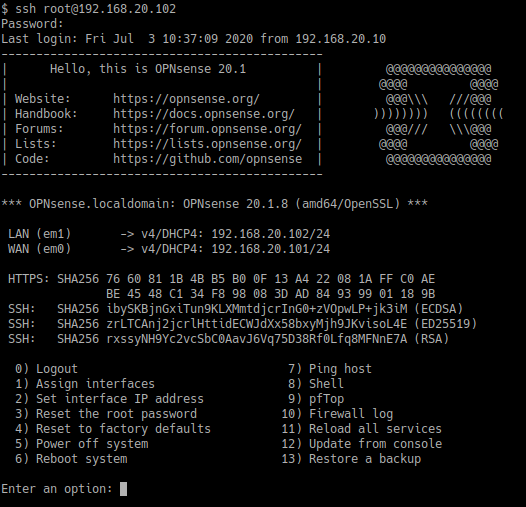 $ ssh root@192.168.20.102
Password:
Last login: Fri Jul  3 10:37:09 2020 from 192.168.20.10
----------------------------------------------
|      Hello, this is OPNsense 20.1          |         @@@@@@@@@@@@@@@
|                                            |        @@@@         @@@@
| Website:      https://opnsense.org/        |         @@@\\\   ///@@@
| Handbook:     https://docs.opnsense.org/   |       ))))))))   ((((((((
| Forums:       https://forum.opnsense.org/  |         @@@///   \\\@@@
| Lists:        https://lists.opnsense.org/  |        @@@@         @@@@
| Code:         https://github.com/opnsense  |         @@@@@@@@@@@@@@@
----------------------------------------------

*** OPNsense.localdomain: OPNsense 20.1.8 (amd64/OpenSSL) ***

 LAN (em1)       -> v4/DHCP4: 192.168.20.102/24
 WAN (em0)       -> v4/DHCP4: 192.168.20.101/24

 HTTPS: SHA256 76 60 81 1B 4B B5 B0 0F 13 A4 22 08 1A FF C0 AE
               BE 45 48 C1 34 F8 98 08 3D AD 84 93 99 01 18 9B
 SSH:   SHA256 ibySKBjnGxiTun9KLXMmtdjcrInG0+zVOpwLP+jk3iM (ECDSA)
 SSH:   SHA256 zrLTCAnj2jcrlHttidECWJdXx58bxyMjh9JKvisoL4E (ED25519)
 SSH:   SHA256 rxssyNH9Yc2vcSbC0AavJ6Vq75D38Rf0Lfq8MFNnE7A (RSA)

  0) Logout                              7) Ping host
  1) Assign interfaces                   8) Shell
  2) Set interface IP address            9) pfTop
  3) Reset the root password            10) Firewall log
  4) Reset to factory defaults          11) Reload all services
  5) Power off system                   12) Update from console
  6) Reboot system                      13) Restore a backup

Enter an option: